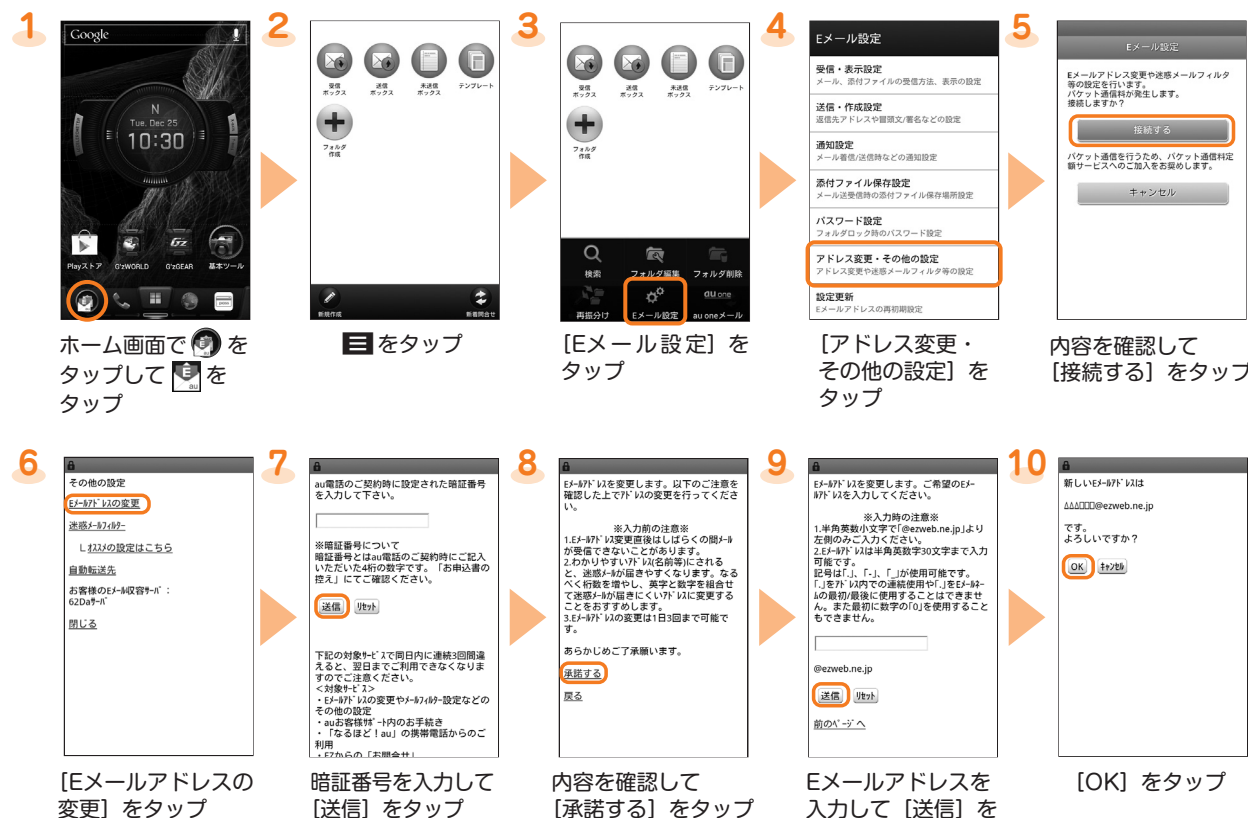 1
Google
N
Tue, Dec 25
10:30
Playストア
G'zWORLD
G'zGEAR
基本ツール
ホーム画面で を
タップして を
タップ
2
受信
ボックス
送信
ボックス
未送信
ボックス
テンプレート
フォルダ
作成
新規作成
新着問合せ
をタップ
3
受信
ボックス
送信
ボックス
未送信
ボックス
テンプレート
フォルダ
作成
検索
フォルダ編集
フォルダ削除
再振分け
Eメール設定
au one
au oneメール
[Eメール設定] を
タップ
4
Eメール設定
受信・表示設定
メール、添付ファイルの受信方法、表示の設定
送信・作成設定
返信先アドレスや冒頭文/署名などの設定
通知設定
メール着信/送信時などの通知設定
添付ファイル保存設定
メール送受信時の添付ファイル保存場所設定
パスワード設定
フォルダロック時のパスワード設定
アドレス変更・その他の設定
アドレス変更や迷惑メールフィルタ等の設定
設定更新
Eメールアドレスの再初期設定
[アドレス変更・
その他の設定] を
タップ
5
Eメール設定
Eメールアドレス変更や迷惑メールフィルタ
等の設定を行います。
パケット通信料が発生します。
接続しますか?
接続する
パケット通信を行うため、パケット通信料定
額サービスへのご加入をお奨めします。
キャンセル
内容を確認して
[接続する] をタップ
6
その他の設定
Eメールアドレスの変更
迷惑メールフィルター
└ オススメの設定はこちら
自動転送先
お客様のEメール収容サーバ:
62Daサーバ
閉じる
[Eメールアドレスの
変更] をタップ
7
au電話のご契約時に設定された暗証番号
を入力して下さい。
※暗証番号について
暗証番号とはau電話のご契約時にご記入
いただいた4桁の数字です。「お申込書の
控え」にてご確認ください。
送信
リセット
下記の対象サービスで同日内に連続3回間違
えると、翌日までご利用できなくなりま
すのでご注意ください。
<対象サービス>
・Eメールアドレスの変更やメールフィルター設定などの
その他の設定
・auお客様サポート内のお手続き
・「なるほど!au」の携帯電話からのご
利用
・EZからの「お問合せ」
暗証番号を入力して
[送信] をタップ
8
Eメールアドレスを変更します。以下のご注意を
確認した上でアドレスの変更を行ってくださ
い。
※入力前の注意※
1.Eメールアドレス変更直後はしばらくの間メール
が受信できないことがあります。
2.わかりやすいアドレス(名前等)にされる
と、迷惑メールが届きやすくなります。なる
べく桁数を増やし、英字と数字を組合せ
て迷惑メールが届きにくいアドレスに変更する
ことをおすすめします。
3.Eメールアドレスの変更は1日3回まで可能で
す。
あらかじめご了承願います。
承諾する
戻る
内容を確認して
[承諾する] をタップ
9
Eメールアドレスを変更します。ご希望のEメー
ルアドレスを入力してください。
※入力時の注意※
1.半角英数小文字で「@ezweb.ne.jp」より
左側のみご入力ください。
2.Eメールアドレスは半角英数字30文字まで入力
可能です。
記号は「.」、「-」、「_」が使用可能です。
「.」をアドレス内での連続使用や「.」をEメールネー
ムの最初/最後に使用することはできませ
ん。また最初に数字の「0」を使用すること
もできません。
@ezweb.ne.jp
送信
リセット
前のページへ
Eメールアドレスを
入力して [送信] を
10
新しいEメールアドレスは
△△△□□□@ezweb.ne.jp
です。
よろしいですか?
OK
キャンセル
[OK] をタップ